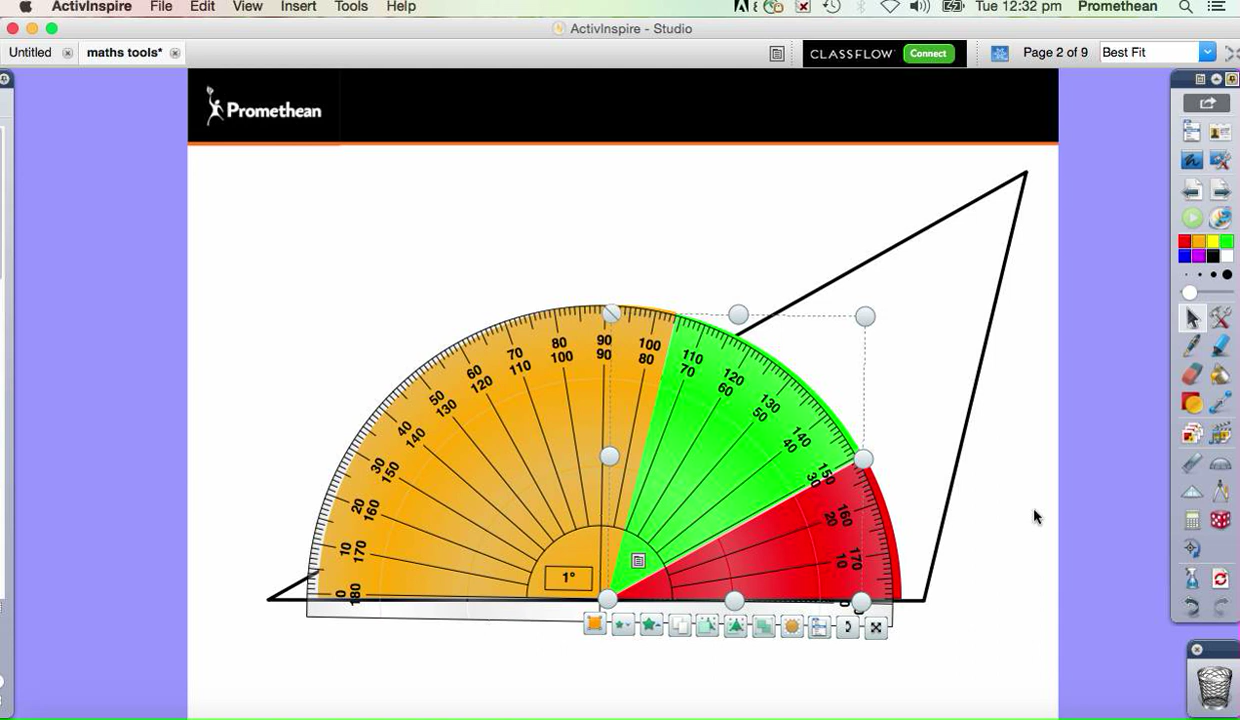 ActivInspire File Edit View Insert Tools Help Tue 12:32 pm Promethean
ActivInspire - Studio
Untitled maths tools* CLASSFLOW Connect Page 2 of 9 Best Fit
Promethean
0 10 20 30 40 50 60 70 80 90 100 110 120 130 140 150 160 170
180 170 160 150 140 130 120 110 100 90 80 70 60 50 40 30 20 10 0
1°